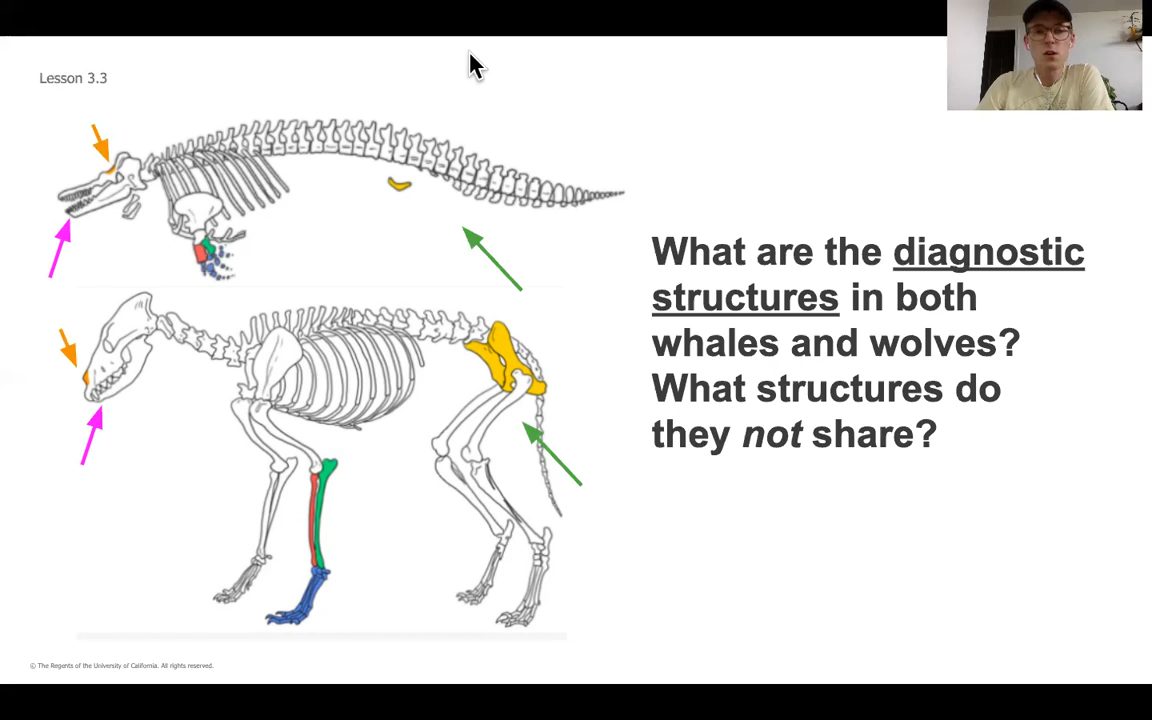 Lesson 3.3
What are the diagnostic
structures in both
whales and wolves?
What structures do
they not share?
© The Regents of the University of California. All rights reserved.